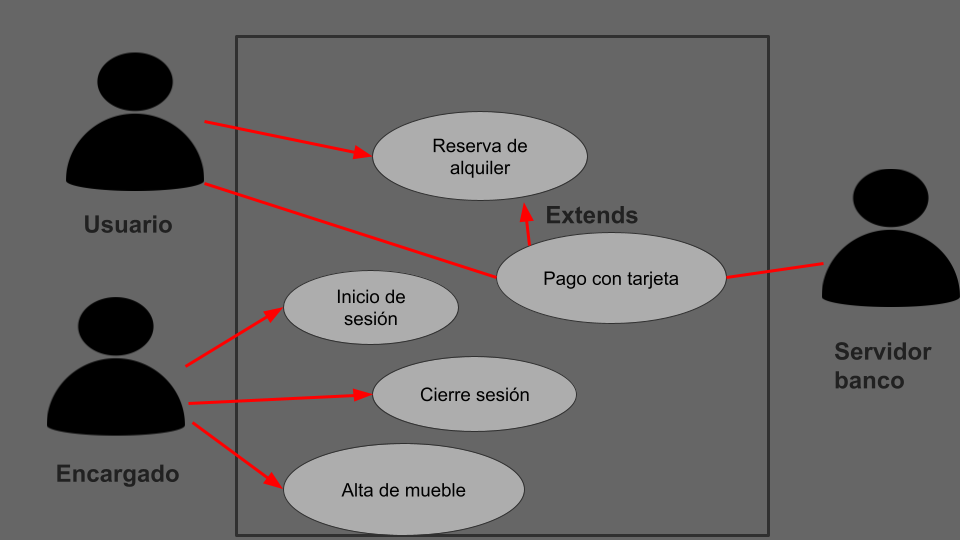 Reserva de
alquiler
Usuario
Extends
Pago con tarjeta
Inicio de
sesión
Servidor
banco
Cierre sesión
Encargado
Alta de mueble